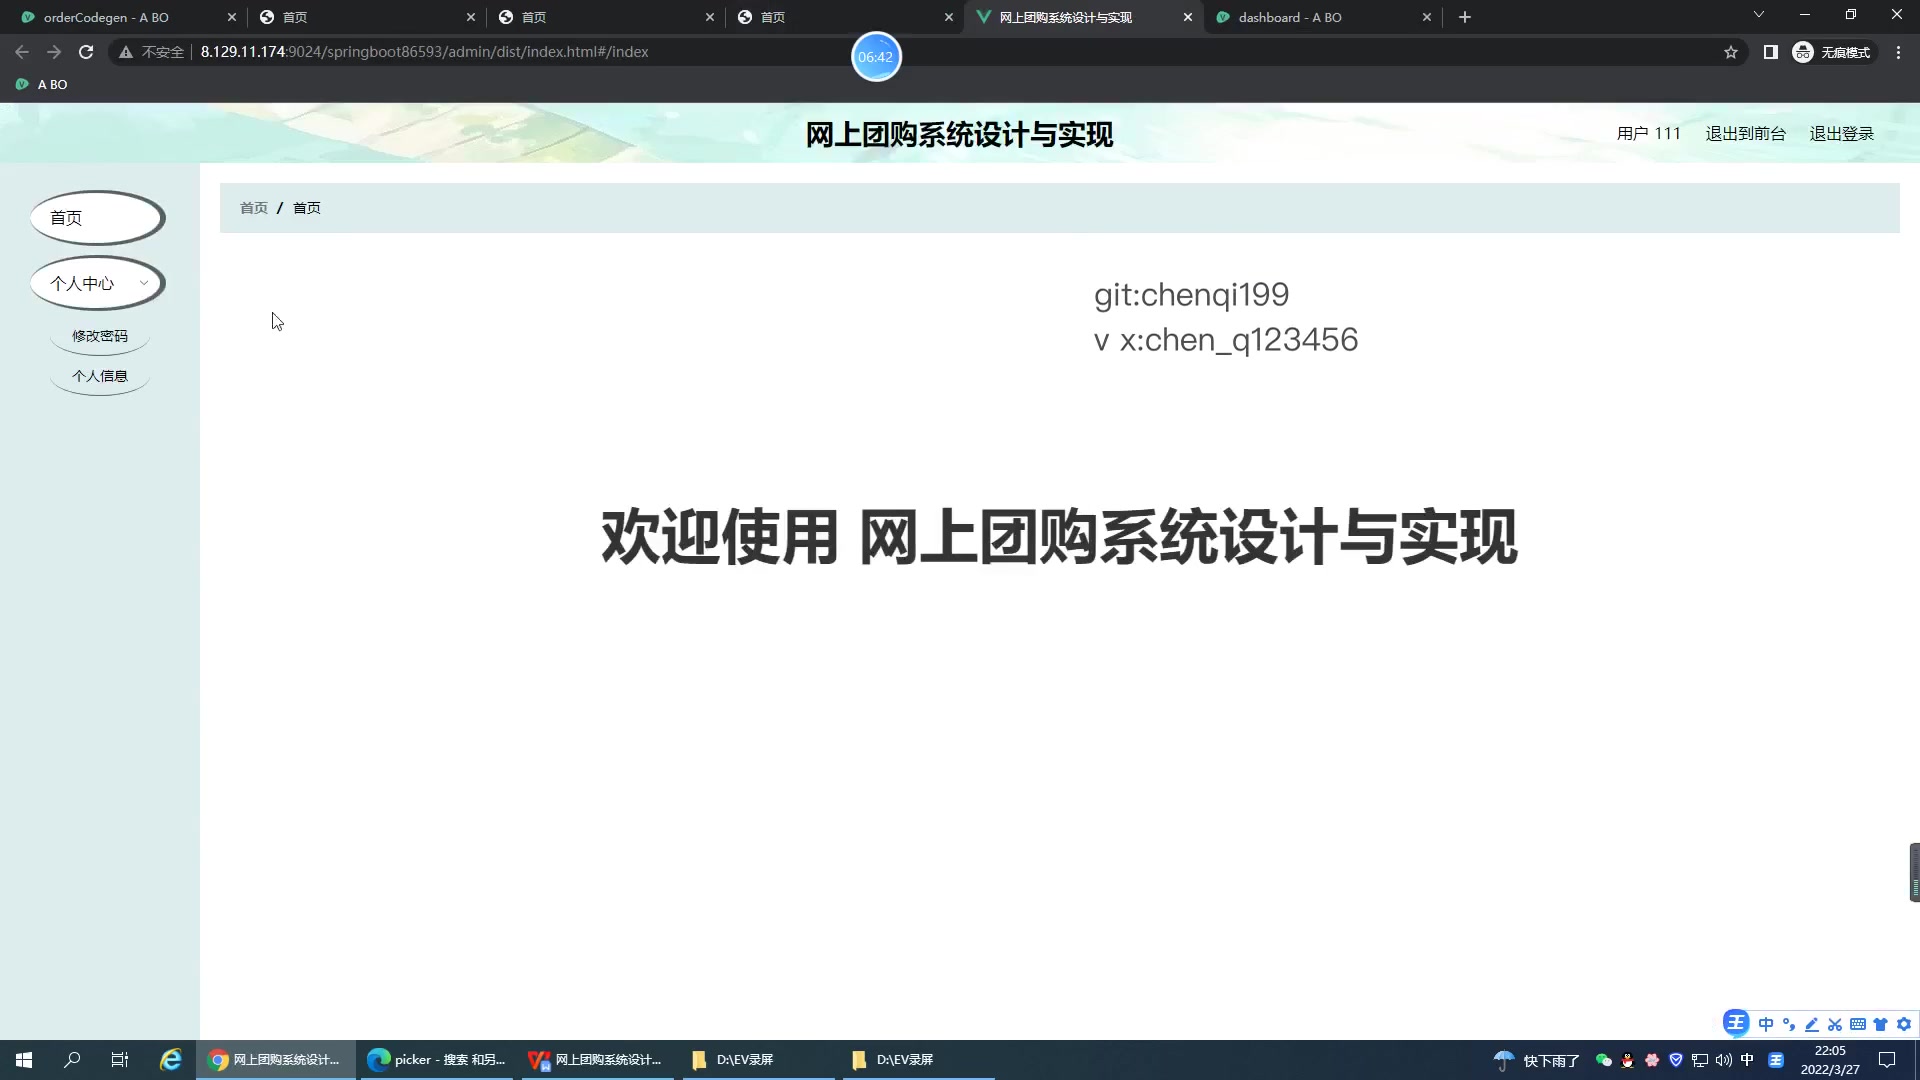 orderCodegen - A BO
首页
首页
首页
网上团购系统设计与实现
dashboard - A BO
不安全
8.129.11.174:9024/springboot86593/admin/dist/index.html#/index
06:42
无痕模式
A BO
网上团购系统设计与实现
用户 111
退出到前台
退出登录
首页
首页 / 首页
个人中心
修改密码
个人信息
git:chenqi199
v x:chen_q123456
欢迎使用 网上团购系统设计与实现
王 中
网上团购系统设计...
picker - 搜索 和另...
网上团购系统设计...
D:\EV录屏
D:\EV录屏
快下雨了
中
王
22:05
2022/3/27